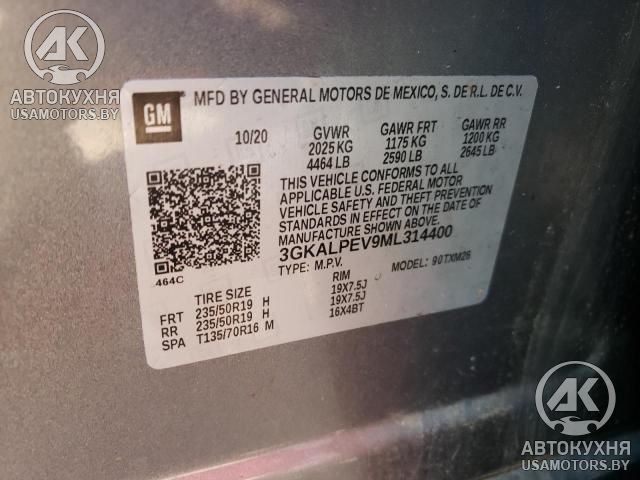 АК
АВТОКУХНЯ
USAMOTORS.BY
GM
MFD BY GENERAL MOTORS DE MEXICO, S. DE R.L. DE C.V.
10/20 GVWR GAWR FRT GAWR RR
2025 KG 1175 KG 1200 KG
4464 LB 2590 LB 2645 LB
THIS VEHICLE CONFORMS TO ALL
APPLICABLE U.S. FEDERAL MOTOR
VEHICLE SAFETY AND THEFT PREVENTION
STANDARDS IN EFFECT ON THE DATE OF
MANUFACTURE SHOWN ABOVE.
3GKALPEV9ML314400
TYPE: M.P.V. MODEL: 90TXM26
464C
TIRE SIZE RIM
FRT 235/50R19 H 19X7.5J
RR 235/50R19 H 19X7.5J
SPA T135/70R16 M 16X4BT
АК
АВТОКУХНЯ
USAMOTORS.BY